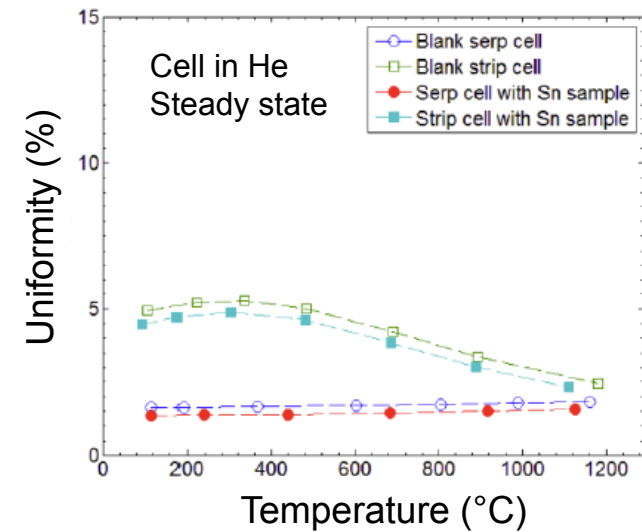 15
10
5
0
Uniformity (%)
Cell in He
Steady state
Blank serp cell
Blank strip cell
Serp cell with Sn sample
Strip cell with Sn sample
0 200 400 600 800 1000 1200
Temperature (°C)